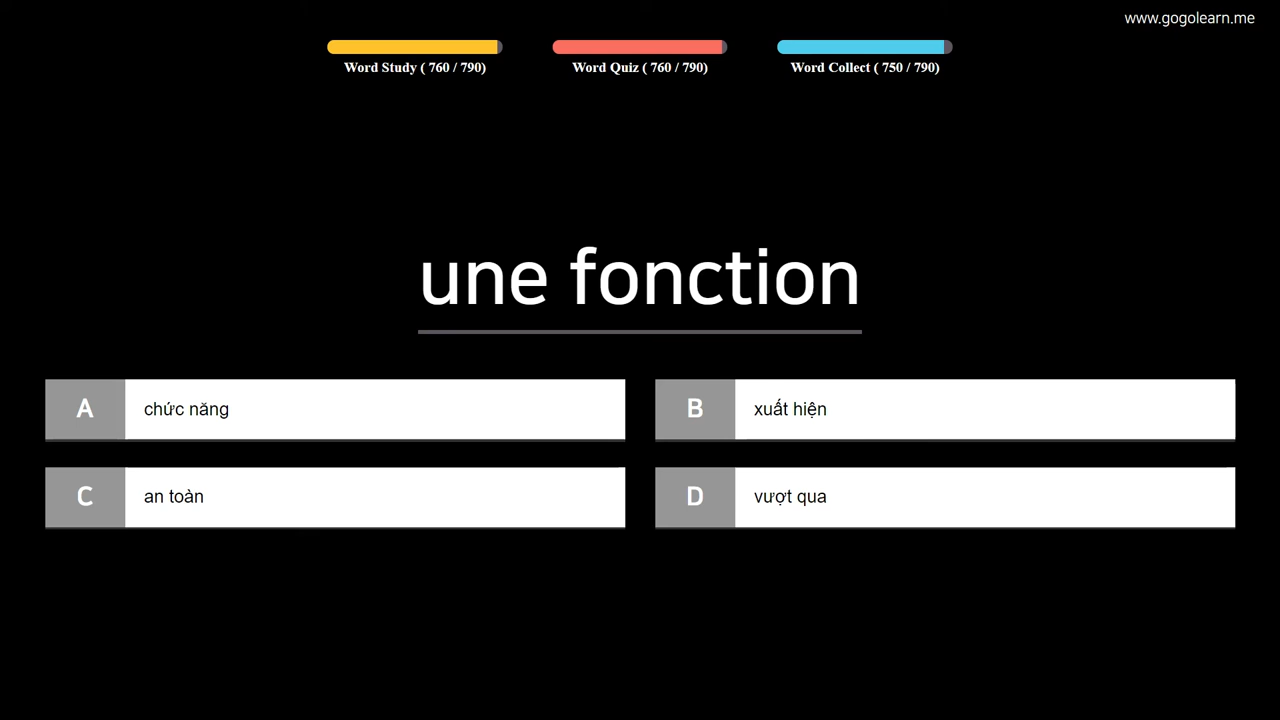 www.gogolearn.me
Word Study ( 760 / 790)
Word Quiz ( 760 / 790)
Word Collect ( 750 / 790)
une fonction
A chức năng
B xuất hiện
C an toàn
D vượt qua